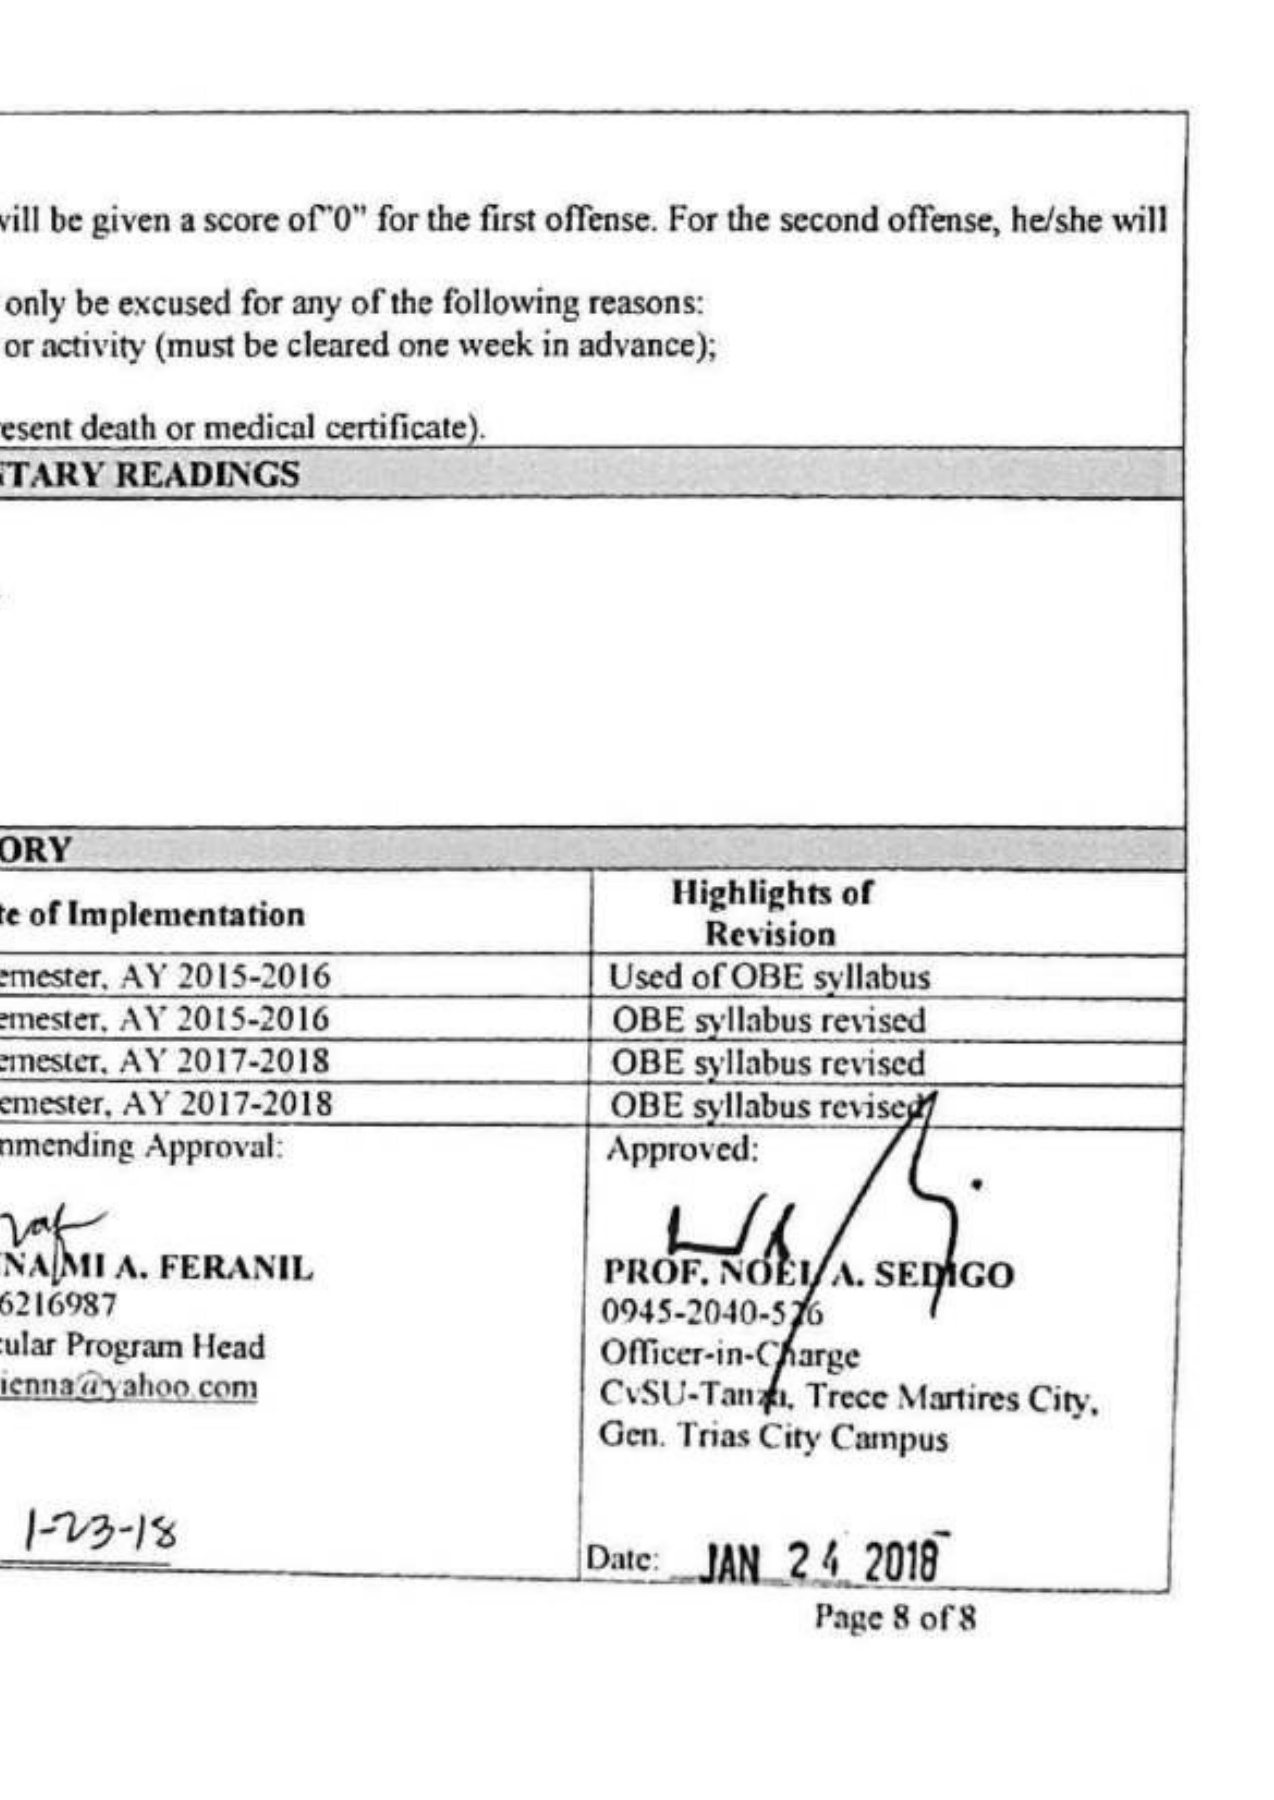 will be given a score of"0" for the first offense. For the second offense, he/she will
only be excused for any of the following reasons:
or activity (must be cleared one week in advance);
esent death or medical certificate).
NTARY READINGS
ORY
te of Implementation
Highlights of
Revision
emester, AY 2015-2016
Used of OBE syllabus
emester, AY 2015-2016
OBE syllabus revised
emester, AY 2017-2018
OBE syllabus revised
emester, AY 2017-2018
OBE syllabus revised
nmending Approval:
NA MI A. FERANIL
6216987
cular Program Head
ienna@yahoo.com
1-23-18
Approved:
PROF. NOEL A. SEDIGO
0945-2040-526
Officer-in-Charge
CvSU-Tanza, Trece Martires City,
Gen. Trias City Campus
Date: JAN 24 2018
Page 8 of 8